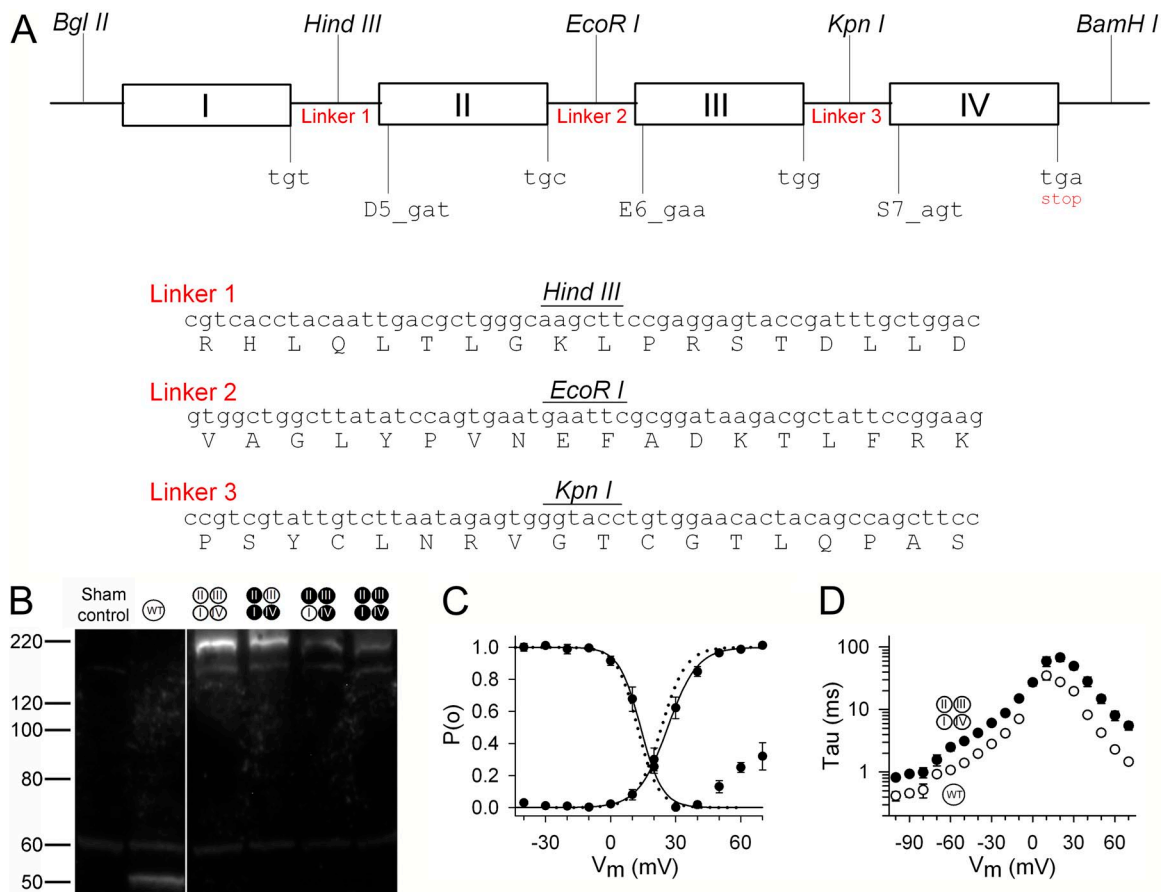 A
Bgl II Hind III EcoR I Kpn I BamH I
I II III IV
Linker 1 Linker 2 Linker 3
tgt tgc tgg tga
stop
D5_gat E6_gaa S7_agt
Linker 1
Hind III
cgtcacctacaattgacgctgggcaagcttccgaggagtaccgatttgctggac
R H L Q L T L G K L P R S T D L L D
Linker 2
EcoR I
gtggctggcttatatccagtgaatgaattcgcggataagacgctattccggaag
V A G L Y P V N E F A D K T L F R K
Linker 3
Kpn I
ccgtcgtattgtcttaatagagtgggtacctgtggaacactacagccagcttcc
P S Y C L N R V G T C G T L Q P A S
B
Sham
control
WT
II III II III II III II III
I IV I IV I IV I IV
220
120
100
80
60
50
C
P(o)
1.0
0.8
0.6
0.4
0.2
0.0
-30 0 30 60
Vm (mV)
D
Tau (ms)
100
10
1
II III
I IV
WT
-90 -60 -30 0 30 60
Vm (mV)